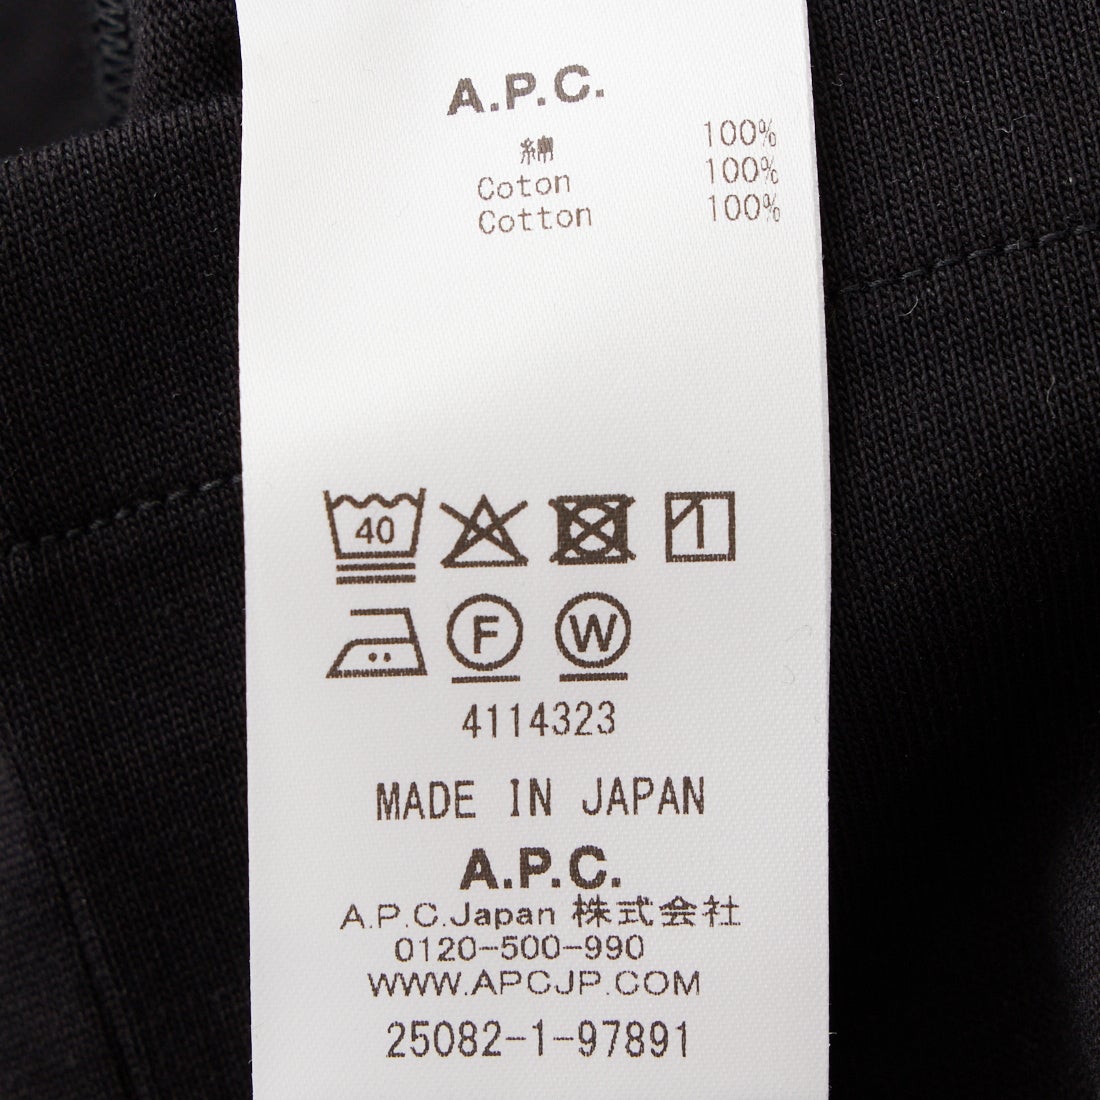 A.P.C.
綿 100%
Coton 100%
Cotton 100%
40
F W
4114323
MADE IN JAPAN
A.P.C.
A.P.C.Japan 株式会社
0120-500-990
WWW.APCJP.COM
25082-1-97891